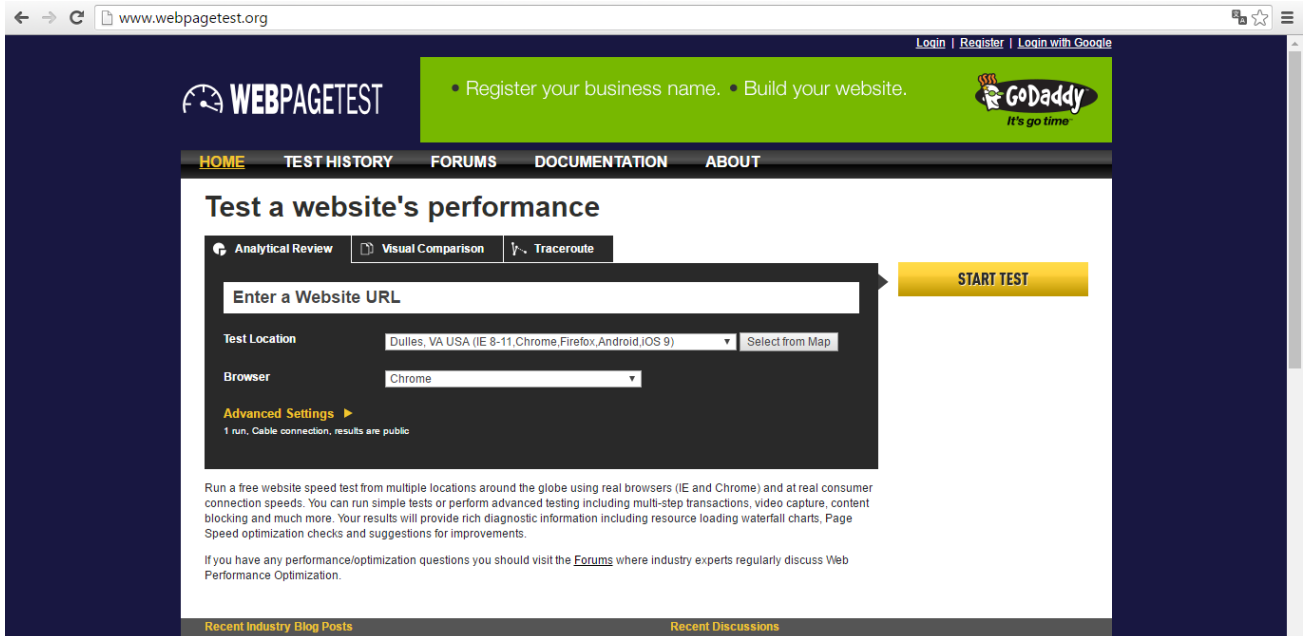 www.webpagetest.org
Login | Register | Login with Google
WEBPAGETEST
• Register your business name. • Build your website.
GoDaddy™
It's go time™
HOME TEST HISTORY FORUMS DOCUMENTATION ABOUT
Test a website's performance
Analytical Review Visual Comparison Traceroute
Enter a Website URL
START TEST
Test Location Dulles, VA USA (IE 8-11,Chrome,Firefox,Android,iOS 9) Select from Map
Browser Chrome
Advanced Settings
1 run, Cable connection, results are public
Run a free website speed test from multiple locations around the globe using real browsers (IE and Chrome) and at real consumer
connection speeds. You can run simple tests or perform advanced testing including multi-step transactions, video capture, content
blocking and much more. Your results will provide rich diagnostic information including resource loading waterfall charts, Page
Speed optimization checks and suggestions for improvements.
If you have any performance/optimization questions you should visit the Forums where industry experts regularly discuss Web
Performance Optimization.
Recent Industry Blog Posts Recent Discussions